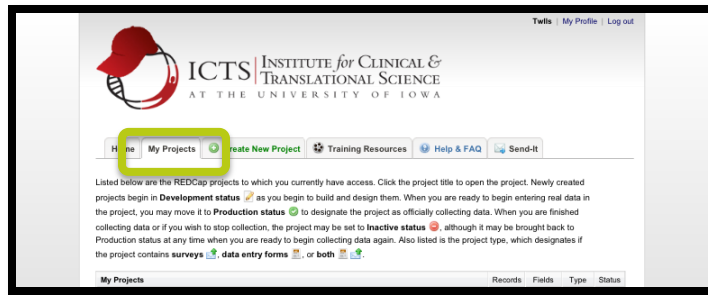 Twlls | My Profile | Log out
ICTS INSTITUTE for CLINICAL &
TRANSLATIONAL SCIENCE
AT THE UNIVERSITY OF IOWA
Home My Projects Create New Project Training Resources Help & FAQ Send-It
Listed below are the REDCap projects to which you currently have access. Click the project title to open the project. Newly created
projects begin in Development status as you begin to build and design them. When you are ready to begin entering real data in
the project, you may move it to Production status to designate the project as officially collecting data. When you are finished
collecting data or if you wish to stop collection, the project may be set to Inactive status, although it may be brought back to
Production status at any time when you are ready to begin collecting data again. Also listed is the project type, which designates if
the project contains surveys, data entry forms, or both.
My Projects Records Fields Type Status